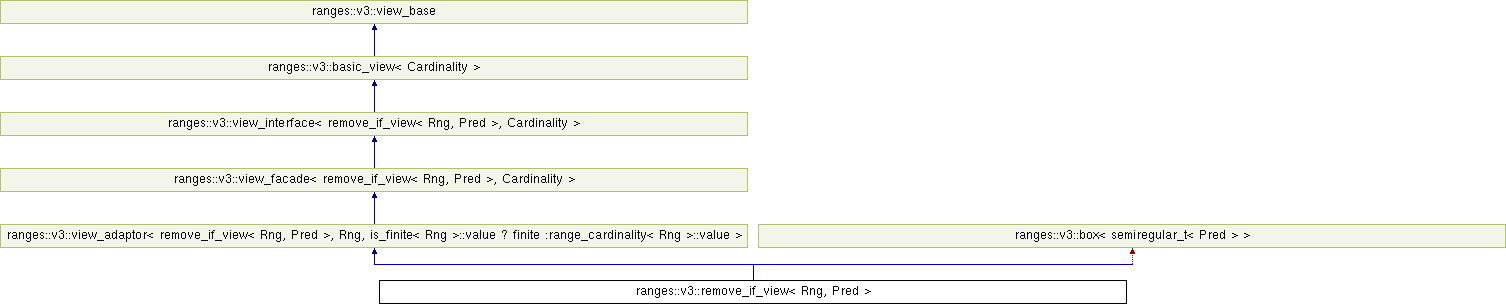 ranges::v3::view_base
ranges::v3::basic_view< Cardinality >
ranges::v3::view_interface< remove_if_view< Rng, Pred >, Cardinality >
ranges::v3::view_facade< remove_if_view< Rng, Pred >, Cardinality >
ranges::v3::view_adaptor< remove_if_view< Rng, Pred >, Rng, is_finite< Rng >::value ? finite :range_cardinality< Rng >::value >
ranges::v3::box< semiregular_t< Pred > >
ranges::v3::remove_if_view< Rng, Pred >